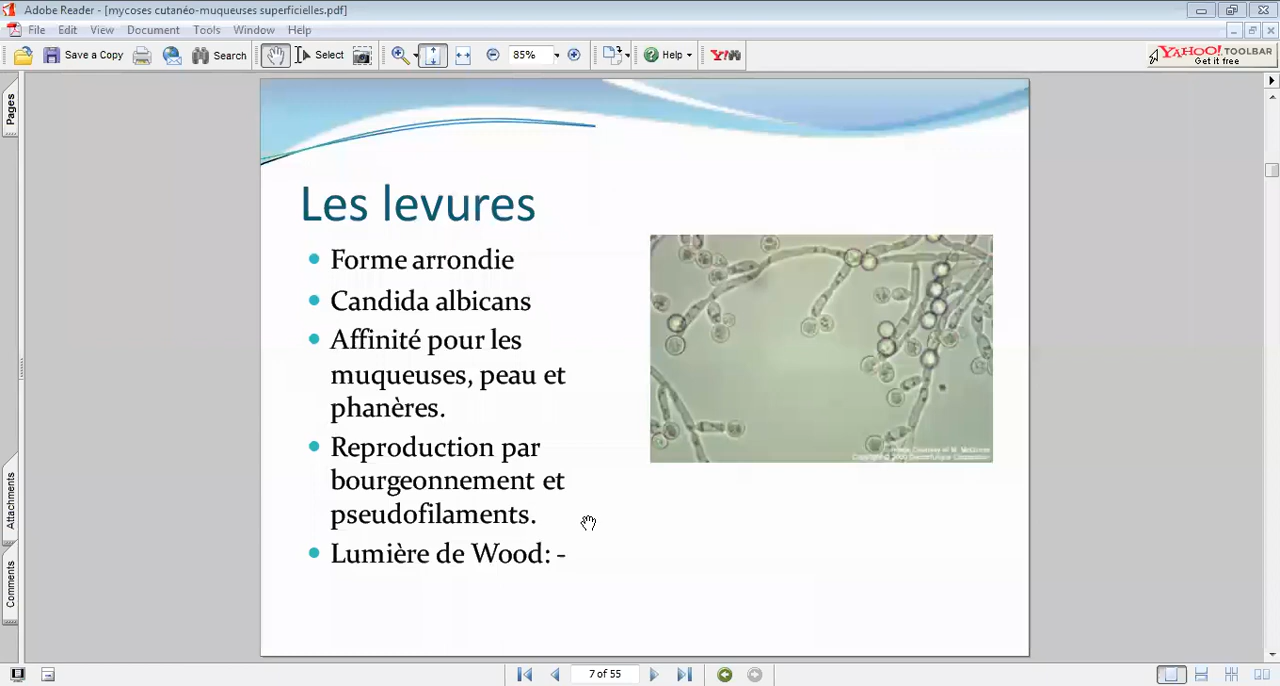 Adobe Reader - [mycoses cutanéo-muqueuses superficielles.pdf]
File Edit View Document Tools Window Help
Save a Copy Search Select 85% Help Y! YAHOO! TOOLBAR
Get it free
Pages
Les levures
Forme arrondie
Candida albicans
Affinité pour les
muqueuses, peau et
phanères.
Reproduction par
bourgeonnement et
pseudofilaments.
Lumière de Wood: -
Attachments
Comments
7 of 55